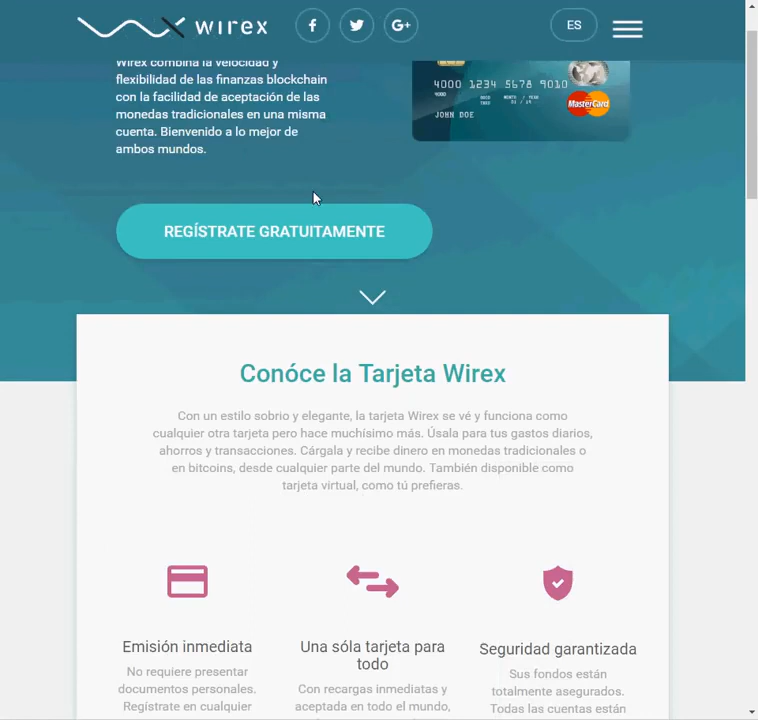 wirex
f
G+
ES
Wirex combina la velocidad y
flexibilidad de las finanzas blockchain
con la facilidad de aceptación de las
monedas tradicionales en una misma
cuenta. Bienvenido a lo mejor de
ambos mundos.
4000 1234 5678 9010
4000
JOHN DOE
MasterCard
REGÍSTRATE GRATUITAMENTE
Conóce la Tarjeta Wirex
Con un estilo sobrio y elegante, la tarjeta Wirex se vé y funciona como
cualquier otra tarjeta pero hace muchísimo más. Úsala para tus gastos diarios,
ahorros y transacciones. Cárgala y recibe dinero en monedas tradicionales o
en bitcoins, desde cualquier parte del mundo. También disponible como
tarjeta virtual, como tú prefieras.
Emisión inmediata
No requiere presentar
documentos personales.
Regístrate en cualquier
Una sóla tarjeta para
todo
Con recargas inmediatas y
aceptada en todo el mundo,
Seguridad garantizada
Sus fondos están
totalmente asegurados.
Todas las cuentas están